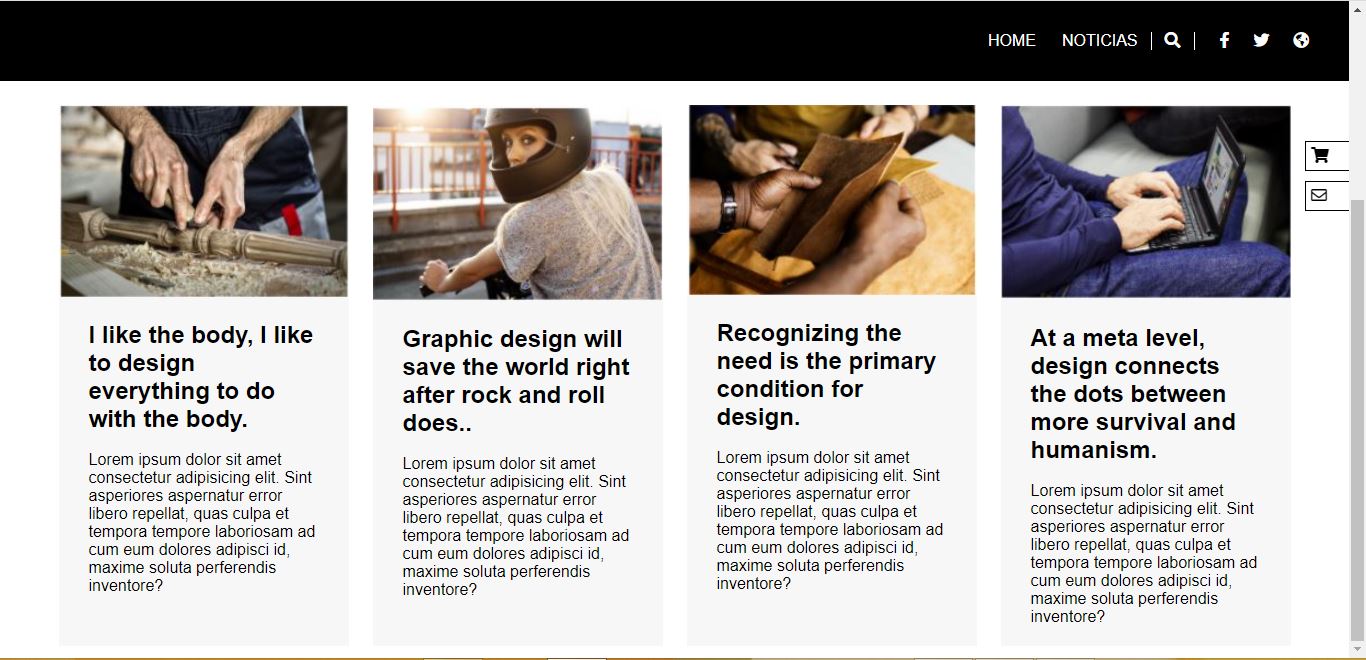 HOME NOTICIAS
I like the body, I like
to design
everything to do
with the body.
Lorem ipsum dolor sit amet
consectetur adipisicing elit. Sint
asperiores aspernatur error
libero repellat, quas culpa et
tempora tempore laboriosam ad
cum eum dolores adipisci id,
maxime soluta perferendis
inventore?
Graphic design will
save the world right
after rock and roll
does..
Lorem ipsum dolor sit amet
consectetur adipisicing elit. Sint
asperiores aspernatur error
libero repellat, quas culpa et
tempora tempore laboriosam ad
cum eum dolores adipisci id,
maxime soluta perferendis
inventore?
Recognizing the
need is the primary
condition for
design.
Lorem ipsum dolor sit amet
consectetur adipisicing elit. Sint
asperiores aspernatur error
libero repellat, quas culpa et
tempora tempore laboriosam ad
cum eum dolores adipisci id,
maxime soluta perferendis
inventore?
At a meta level,
design connects
the dots between
more survival and
humanism.
Lorem ipsum dolor sit amet
consectetur adipisicing elit. Sint
asperiores aspernatur error
libero repellat, quas culpa et
tempora tempore laboriosam ad
cum eum dolores adipisci id,
maxime soluta perferendis
inventore?